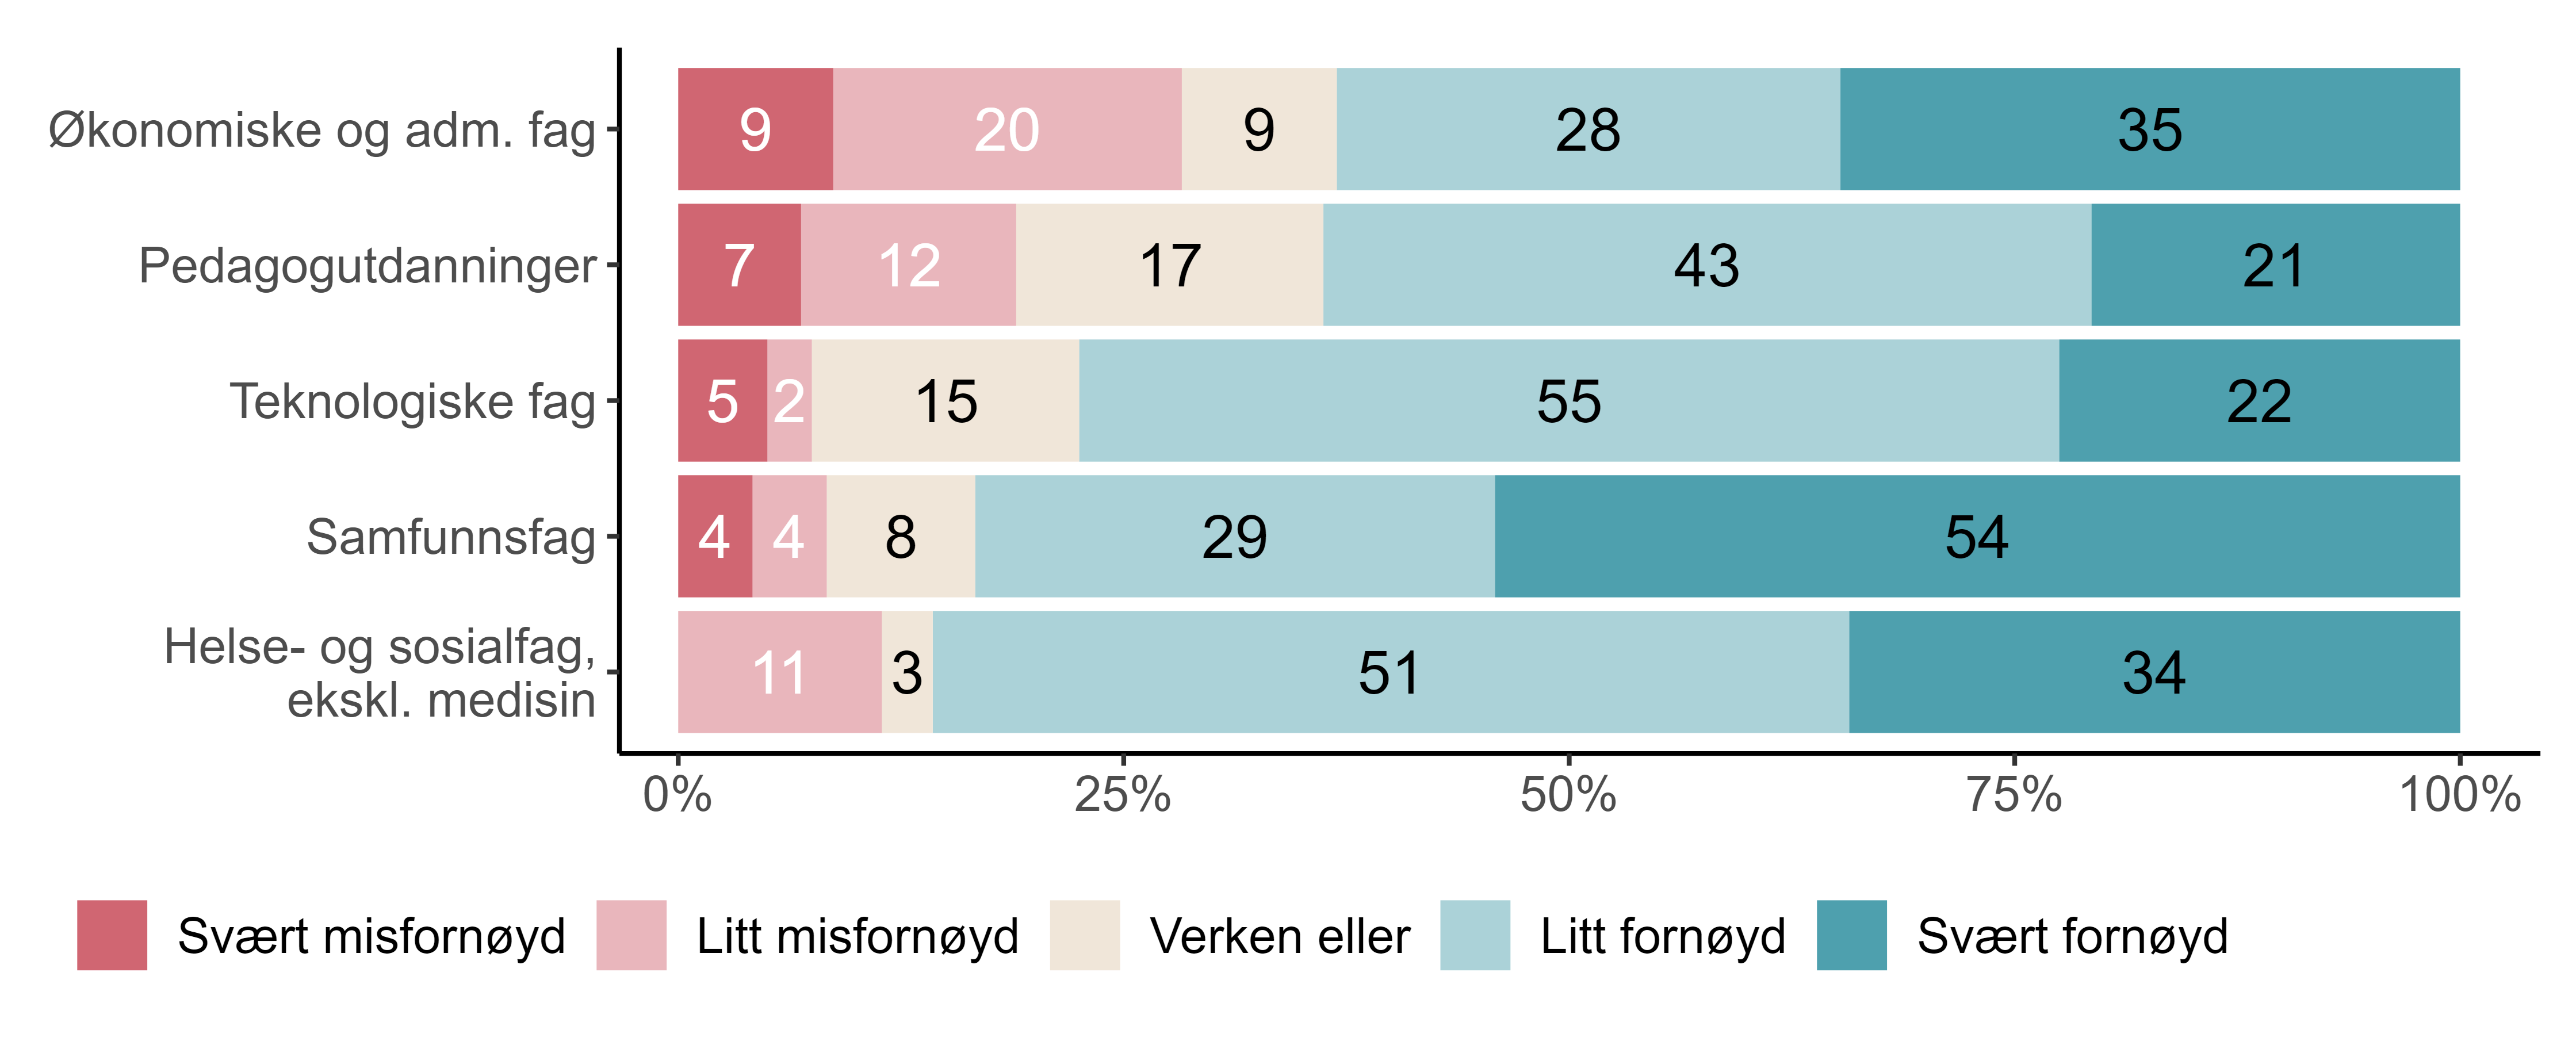 Økonomiske og adm. fag
9 20 9 28 35
Pedagogutdanninger
7 12 17 43 21
Teknologiske fag
5 2 15 55 22
Samfunnsfag
4 4 8 29 54
Helse- og sosialfag,
ekskl. medisin
11 3 51 34
0% 25% 50% 75% 100%
Svært misfornøyd Litt misfornøyd Verken eller Litt fornøyd Svært fornøyd